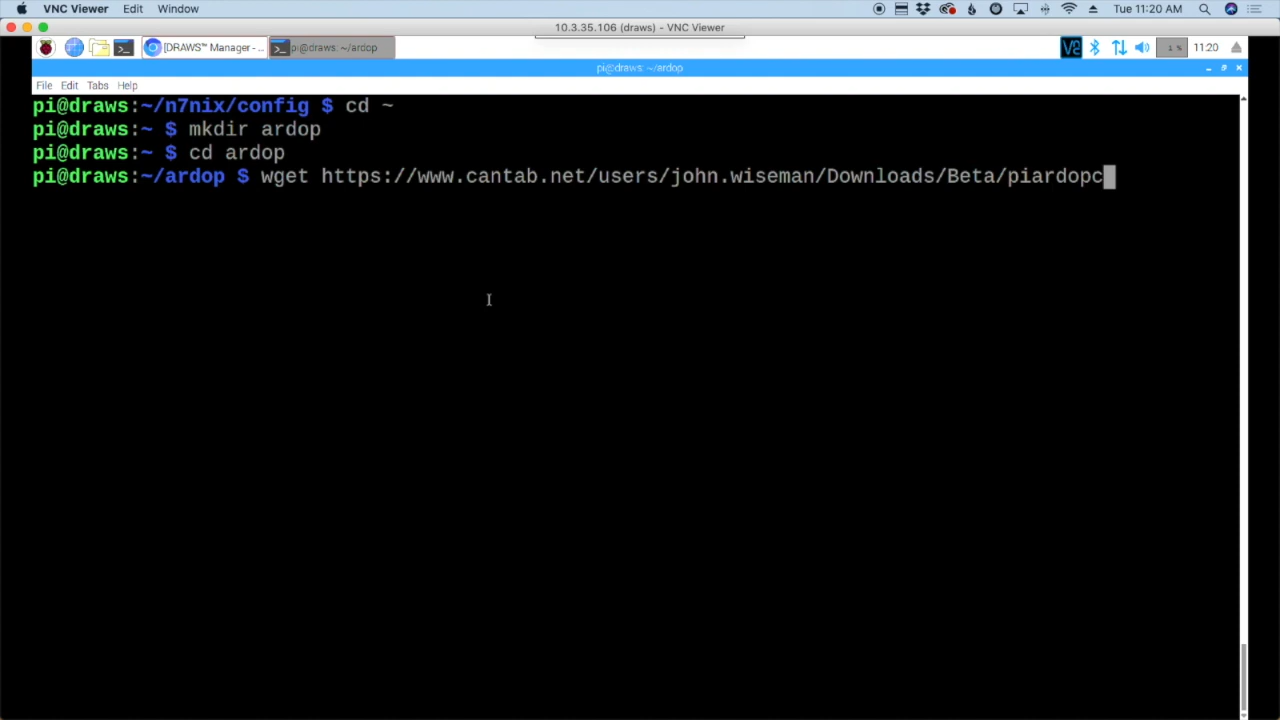 VNC Viewer Edit Window Tue 11:20 AM
10.3.35.106 (draws) - VNC Viewer
[DRAWS™ Manager - ... pi@draws: ~/ardop 1 % 11:20
pi@draws: ~/ardop
File Edit Tabs Help
pi@draws:~/n7nix/config $ cd ~
pi@draws:~ $ mkdir ardop
pi@draws:~ $ cd ardop
pi@draws:~/ardop $ wget https://www.cantab.net/users/john.wiseman/Downloads/Beta/piardopc